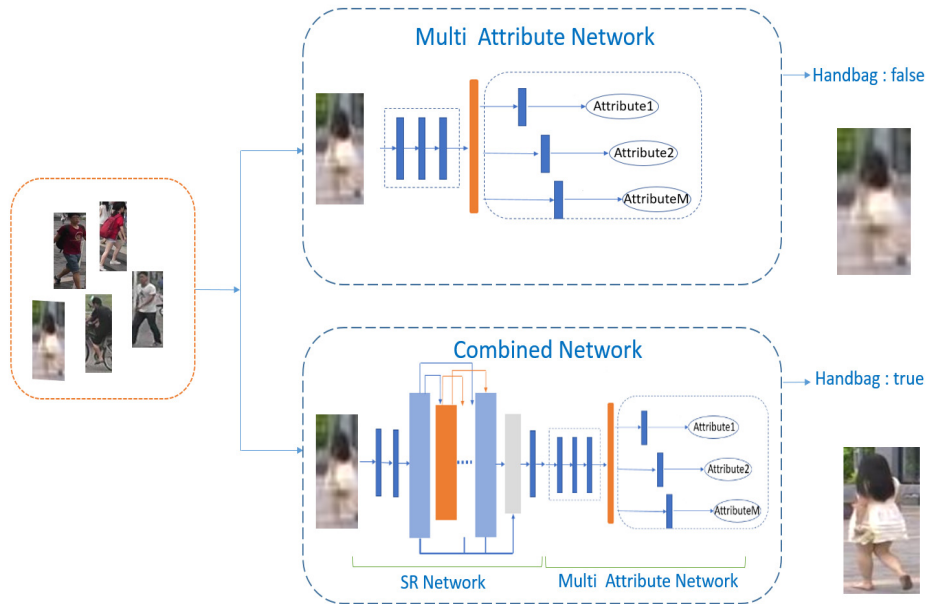 Multi Attribute Network
Handbag : false
Attribute1
Attribute2
AttributeM
Combined Network
Handbag : true
Attribute1
Attribute2
AttributeM
SR Network
Multi Attribute Network